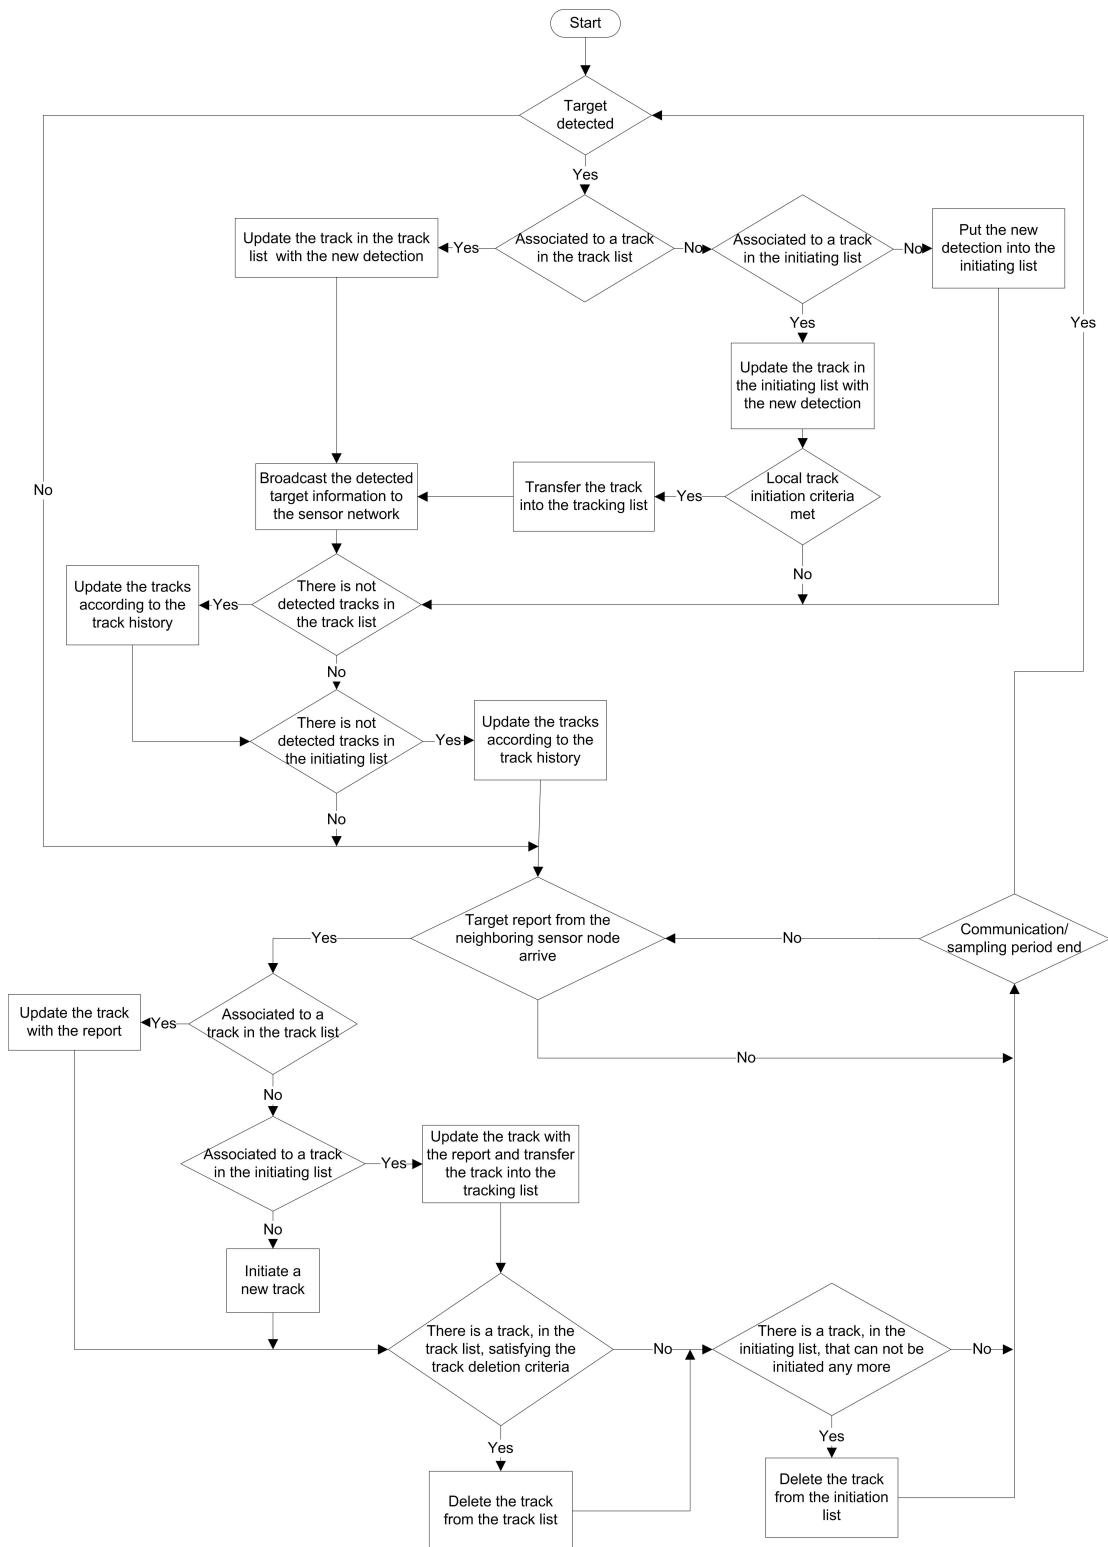 Start
Target
detected
Yes
Update the track in the track
list with the new detection
Yes
Associated to a track
in the track list
No
Associated to a track
in the initiating list
No
Put the new
detection into the
initiating list
Yes
Yes
Update the track in
the initiating list with
the new detection
No
Broadcast the detected
target information to
the sensor network
Transfer the track
into the tracking list
Yes
Local track
initiation criteria
met
No
Update the tracks
according to the
track history
Yes
There is not
detected tracks in
the track list
No
There is not
detected tracks in
the initiating list
Yes
Update the tracks
according to the
track history
No
Target report from the
neighboring sensor node
arrive
Yes
No
Communication/
sampling period end
Update the track
with the report
Yes
Associated to a
track in the track list
No
No
Associated to a track
in the initiating list
Yes
Update the track with
the report and transfer
the track into the
tracking list
No
Initiate a
new track
There is a track, in the
track list, satisfying the
track deletion criteria
No
There is a track, in the
initiating list, that can not be
initiated any more
No
Yes
Yes
Delete the track
from the track list
Delete the track
from the initiation
list